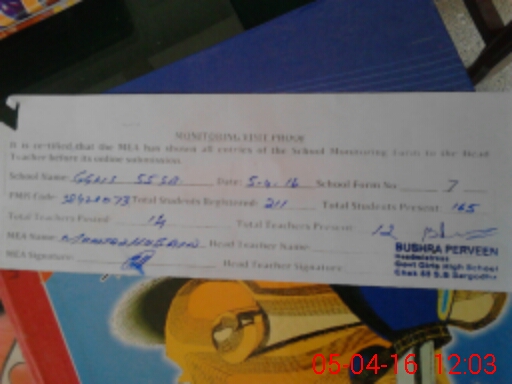 MONITORING VISIT PROOF
It is certified, that the MEA has shown all entries of the School Monitoring Form to the Head
Teacher before its online submission.
School Name: GGHS 55 SB Date: 5-4-16 School Form No 7
EMIS Code: Total Students Registered: 211 Total Students Present: 165
Total Teachers Posted: 14 Total Teachers Present: 12
MEA Name: Head Teacher Name
MEA Signature: Head Teacher Signature
BUSHRA PERVEEN
Headmistress
Govt Girls High School
Chak S.B Sargodha
05-04-16 12:03